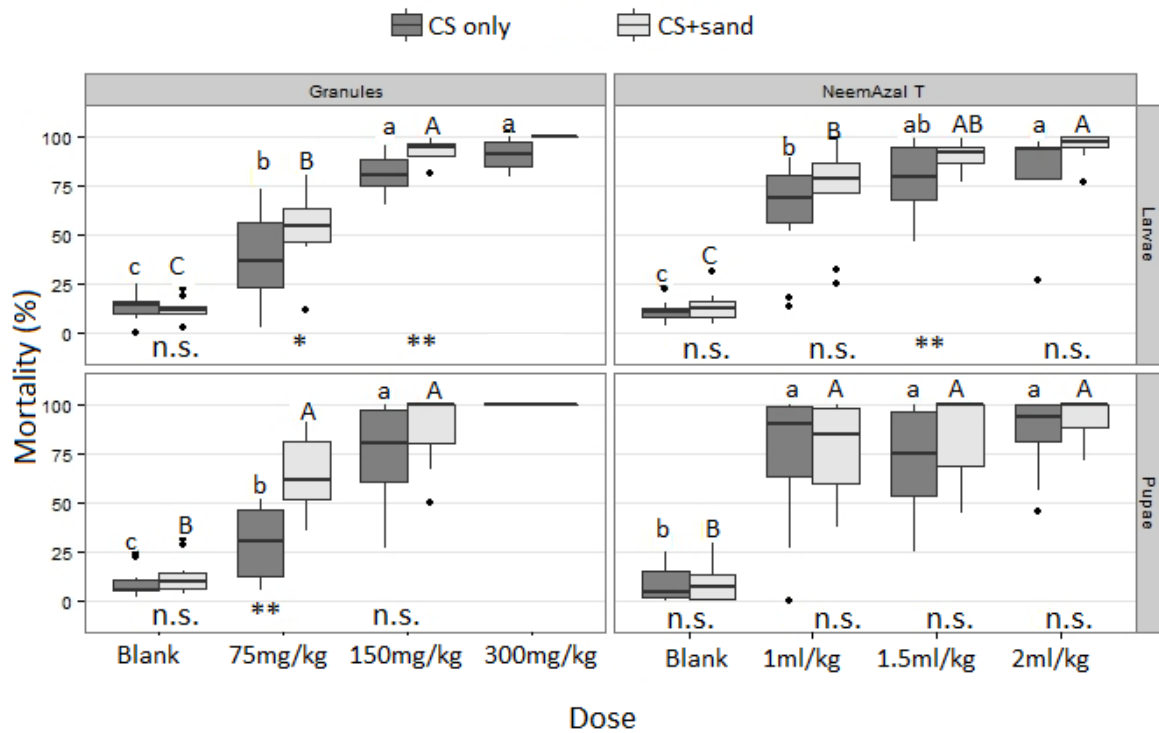 CS only CS+sand
Granules NeemAzal T
a A a
b B
c C
n.s. * **
100
75
50
25
0
b B ab AB a A
c C
n.s. n.s. ** n.s.
Larvae
Mortality (%)
a A
A
b
c B
n.s. ** n.s.
100
75
50
25
0
a A a A a A
b B
n.s. n.s. n.s. n.s.
Pupae
Blank 75mg/kg 150mg/kg 300mg/kg Blank 1ml/kg 1.5ml/kg 2ml/kg
Dose